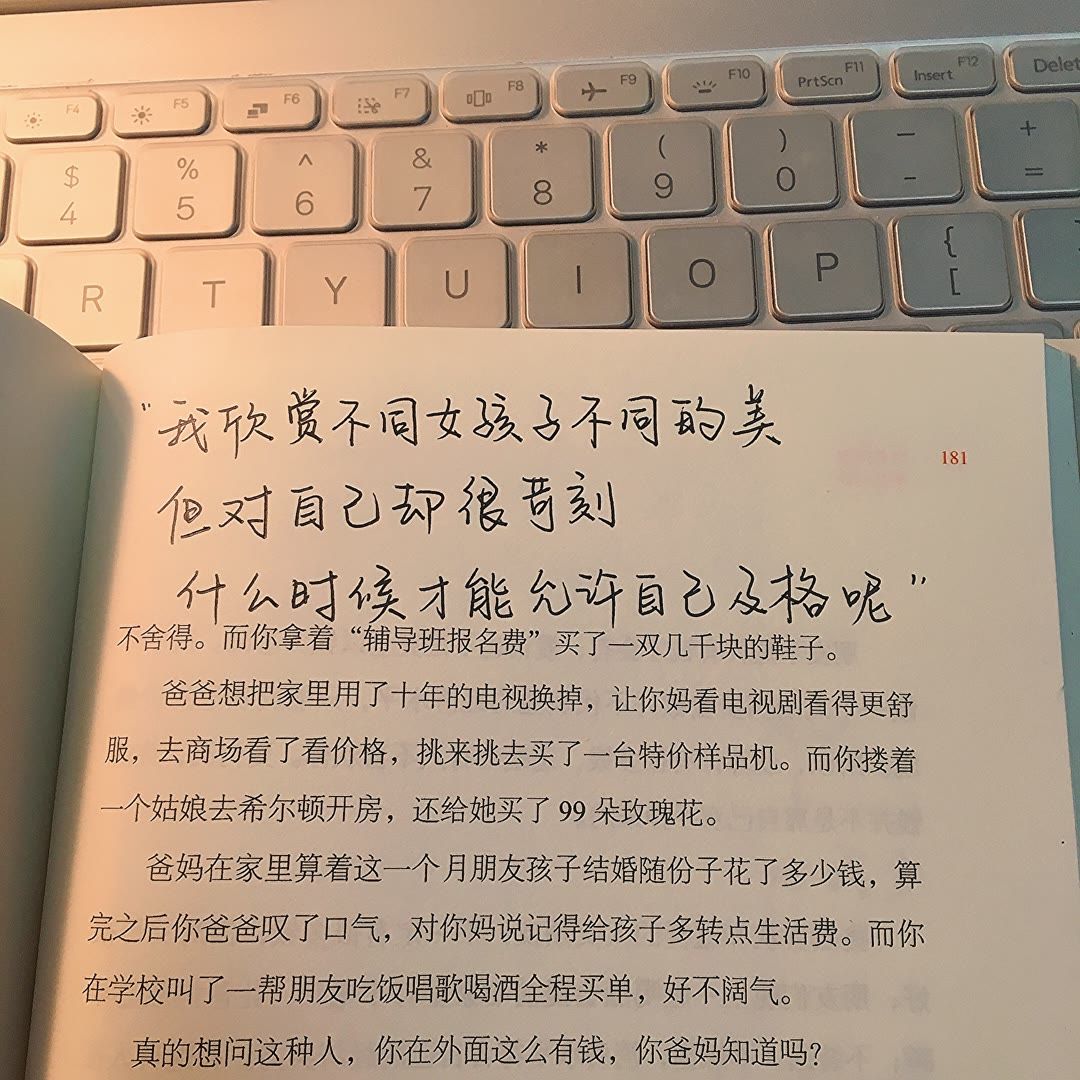 F4 F5 F6 F7 F8 F9 F10 PrtScn F11 Insert F12 Delet
$ % ^ & * ( ) — +
4 5 6 7 8 9 0 - =
R T Y U I O P { [
“我欣赏不同女孩子不同的美
181
但对自己却很苛刻
什么时候才能允许自己及格呢”
不舍得。而你拿着“辅导班报名费”买了一双几千块的鞋子。
爸爸想把家里用了十年的电视换掉，让你妈看电视剧看得更舒
服，去商场看了看价格，挑来挑去买了一台特价样品机。而你搂着
一个姑娘去希尔顿开房，还给她买了 99 朵玫瑰花。
爸妈在家里算着这一个月朋友孩子结婚随份子花了多少钱，算
完之后你爸爸叹了口气，对你妈说记得给孩子多转点生活费。而你
在学校叫了一帮朋友吃饭唱歌喝酒全程买单，好不阔气。
真的想问这种人，你在外面这么有钱，你爸妈知道吗？